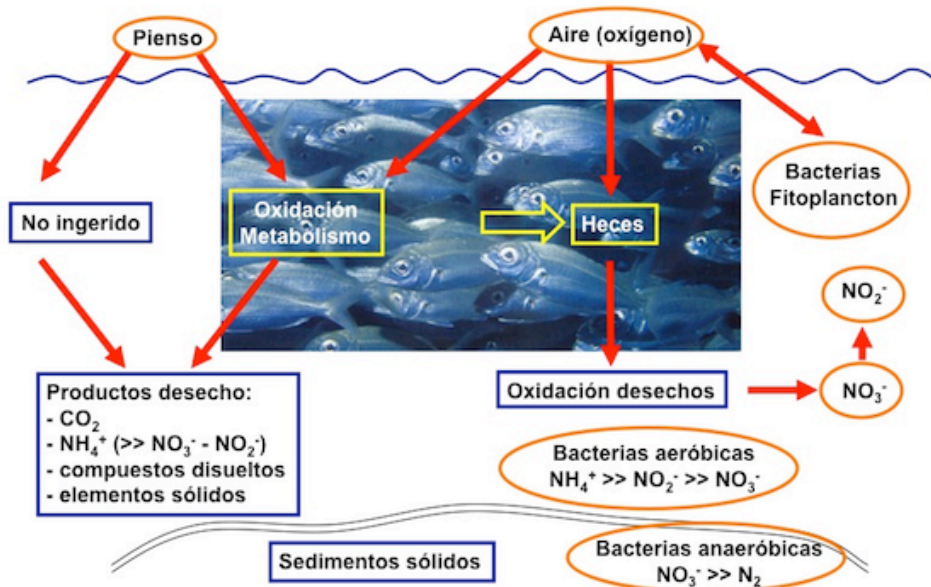 Pienso
Aire (oxígeno)
Bacterias
Fitoplancton
No ingerido
Oxidación
Metabolismo
Heces
NO₂⁻
Productos desecho:
- CO₂
- NH₄⁺ (>> NO₃⁻ - NO₂⁻)
- compuestos disueltos
- elementos sólidos
Oxidación desechos
NO₃⁻
Bacterias aeróbicas
NH₄⁺ >> NO₂⁻ >> NO₃⁻
Sedimentos sólidos
Bacterias anaeróbicas
NO₃⁻ >> N₂